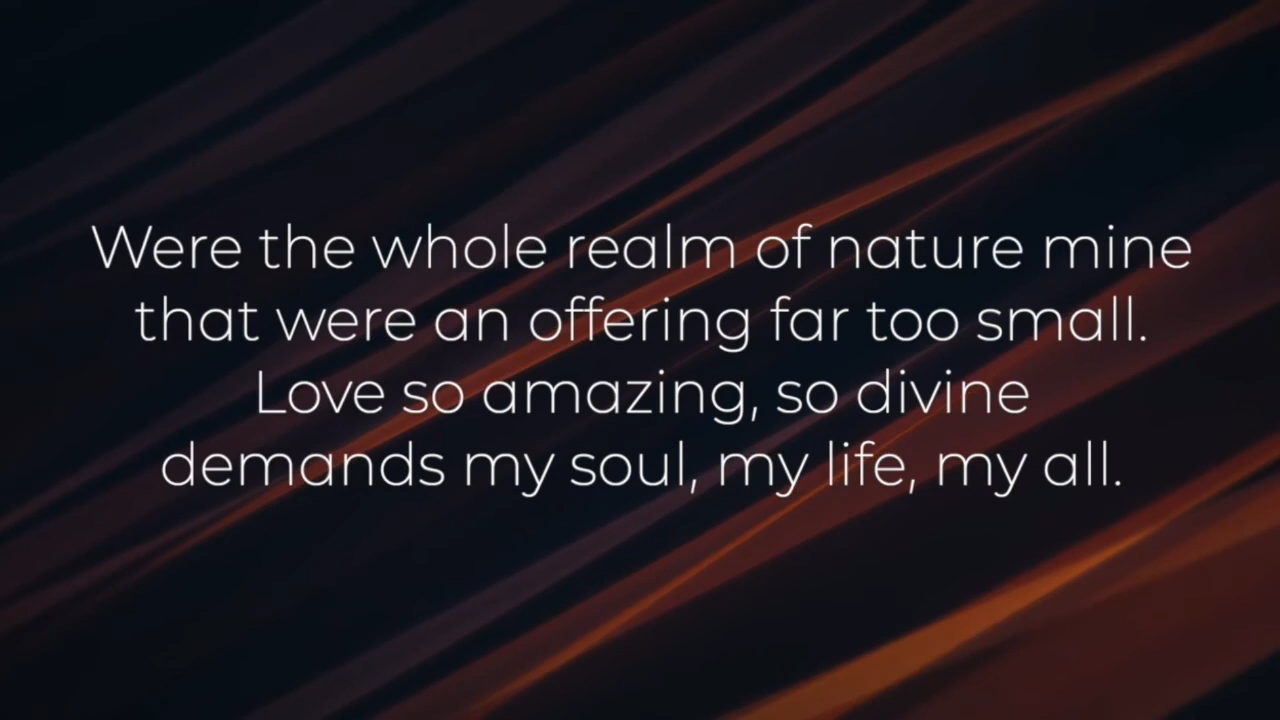 Were the whole realm of nature mine
that were an offering far too small.
Love so amazing, so divine
demands my soul, my life, my all.